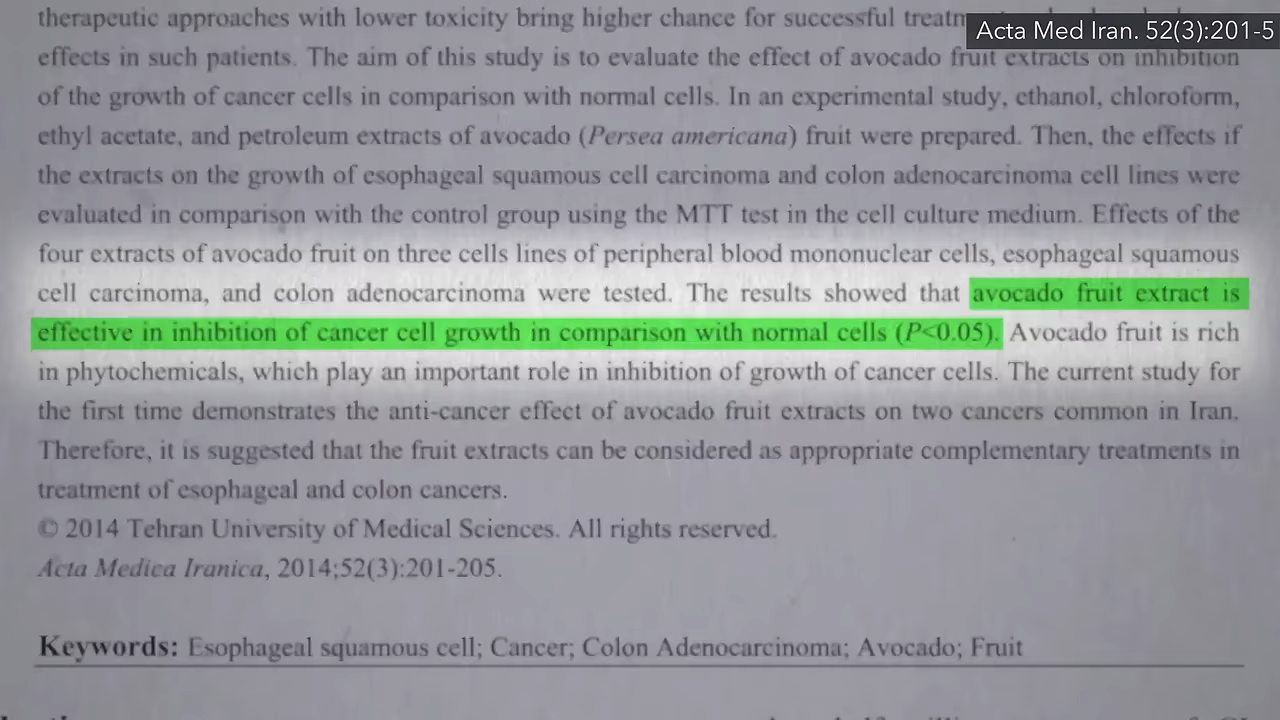 Acta Med Iran. 52(3):201-5
therapeutic approaches with lower toxicity bring higher chance for successful
effects in such patients. The aim of this study is to evaluate the effect of avocado fruit extracts on inhibition
of the growth of cancer cells in comparison with normal cells. In an experimental study, ethanol, chloroform,
ethyl acetate, and petroleum extracts of avocado (Persea americana) fruit were prepared. Then, the effects if
the extracts on the growth of esophageal squamous cell carcinoma and colon adenocarcinoma cell lines were
evaluated in comparison with the control group using the MTT test in the cell culture medium. Effects of the
four extracts of avocado fruit on three cells lines of peripheral blood mononuclear cells, esophageal squamous
cell carcinoma, and colon adenocarcinoma were tested. The results showed that avocado fruit extract is
effective in inhibition of cancer cell growth in comparison with normal cells (P<0.05). Avocado fruit is rich
in phytochemicals, which play an important role in inhibition of growth of cancer cells. The current study for
the first time demonstrates the anti-cancer effect of avocado fruit extracts on two cancers common in Iran.
Therefore, it is suggested that the fruit extracts can be considered as appropriate complementary treatments in
treatment of esophageal and colon cancers.
© 2014 Tehran University of Medical Sciences. All rights reserved.
Acta Medica Iranica, 2014;52(3):201-205.
Keywords: Esophageal squamous cell; Cancer; Colon Adenocarcinoma; Avocado; Fruit